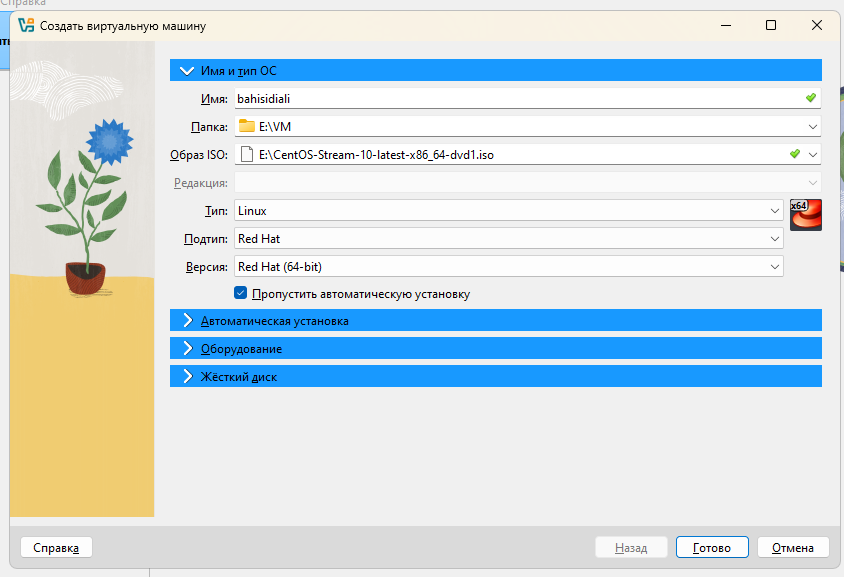 Справка
Создать виртуальную машину
Имя и тип ОС
Имя: bahisidiali
Папка: E:\VM
Образ ISO: E:\CentOS-Stream-10-latest-x86_64-dvd1.iso
Редакция:
Тип: Linux
x64
Подтип: Red Hat
Версия: Red Hat (64-bit)
Пропустить автоматическую установку
Автоматическая установка
Оборудование
Жёсткий диск
Справка Назад Готово Отмена